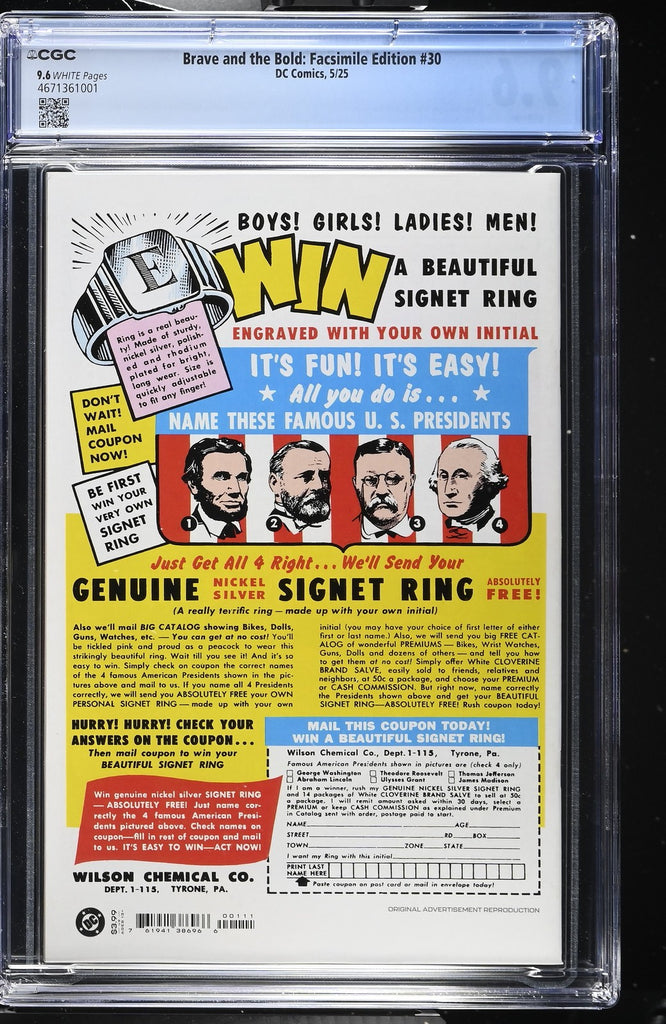 CGC
Brave and the Bold: Facsimile Edition #30
9.6 WHITE Pages
DC Comics, 5/25
4671361001
BOYS! GIRLS! LADIES! MEN!
E
WIN
A BEAUTIFUL
SIGNET RING
ENGRAVED WITH YOUR OWN INITIAL
Ring is a real beau-
ty! Made of sturdy,
nickel silver, polish-
ed and rhodium
plated for bright,
long wear. Size is
quickly adjustable
to fit any finger!
IT'S FUN! IT'S EASY!
All you do is...
NAME THESE FAMOUS U. S. PRESIDENTS
DON'T
WAIT!
MAIL
COUPON
NOW!
BE FIRST
WIN YOUR
VERY OWN
SIGNET
RING
1 2 3 4
Just Get All 4 Right... We'll Send Your
GENUINE NICKEL SILVER SIGNET RING ABSOLUTELY FREE!
(A really terrific ring — made up with your own initial)
Also we'll mail BIG CATALOG showing Bikes, Dolls,
Guns, Watches, etc. — You can get at no cost! You'll
be tickled pink and proud as a peacock to wear this
strikingly beautiful ring. Wait till you see it! And it's so
easy to win. Simply check on coupon the correct names
of the 4 famous American Presidents shown in the pic-
tures above and mail to us. If you name all 4 Presidents
correctly, we will send you ABSOLUTELY FREE your OWN
PERSONAL SIGNET RING — made up with your own
initial (you may have your choice of first letter of either
first or last name.) Also, we will send you big FREE CAT-
ALOG of wonderful PREMIUMS — Bikes, Wrist Watches,
Guns, Dolls and dozens of others — and tell you how
to get them at no cost! Simply offer White CLOVERINE
BRAND SALVE, easily sold to friends, relatives and
neighbors, at 50c a package, and choose your PREMIUM
or CASH COMMISSION. But right now, name correctly
the Presidents shown above and get your BEAUTIFUL
SIGNET RING—ABSOLUTELY FREE! Rush coupon today!
HURRY! HURRY! CHECK YOUR
ANSWERS ON THE COUPON...
Then mail coupon to win your
BEAUTIFUL SIGNET RING
Win genuine nickel silver SIGNET RING
— ABSOLUTELY FREE! Just name cor-
rectly the 4 famous American Presi-
dents pictured above. Check names on
coupon—fill in rest of coupon and mail
to us. IT'S EASY TO WIN—ACT NOW!
WILSON CHEMICAL CO.
DEPT. 1-115, TYRONE, PA.
MAIL THIS COUPON TODAY!
WIN A BEAUTIFUL SIGNET RING!
Wilson Chemical Co., Dept. 1-115, Tyrone, Pa.
Famous American Presidents shown in pictures are (check 4 only)
George Washington Theodore Roosevelt Thomas Jefferson
Abraham Lincoln Ulysses Grant James Madison
If I am a winner, rush my GENUINE NICKEL SILVER SIGNET RING
and 14 packages of White CLOVERINE BRAND SALVE to sell at 50c
a package. I will remit amount asked within 30 days, select a
PREMIUM or keep CASH COMMISSION as explained under Premium
in Catalog sent with order, postage paid to start.
NAME AGE
STREET RD BOX
TOWN ZONE STATE
I want my Ring with this initial
PRINT LAST
NAME HERE
Paste coupon on post card or mail in envelope today!
ORIGINAL ADVERTISEMENT REPRODUCTION
DC
$3.99
00111
7 61941 38696 6